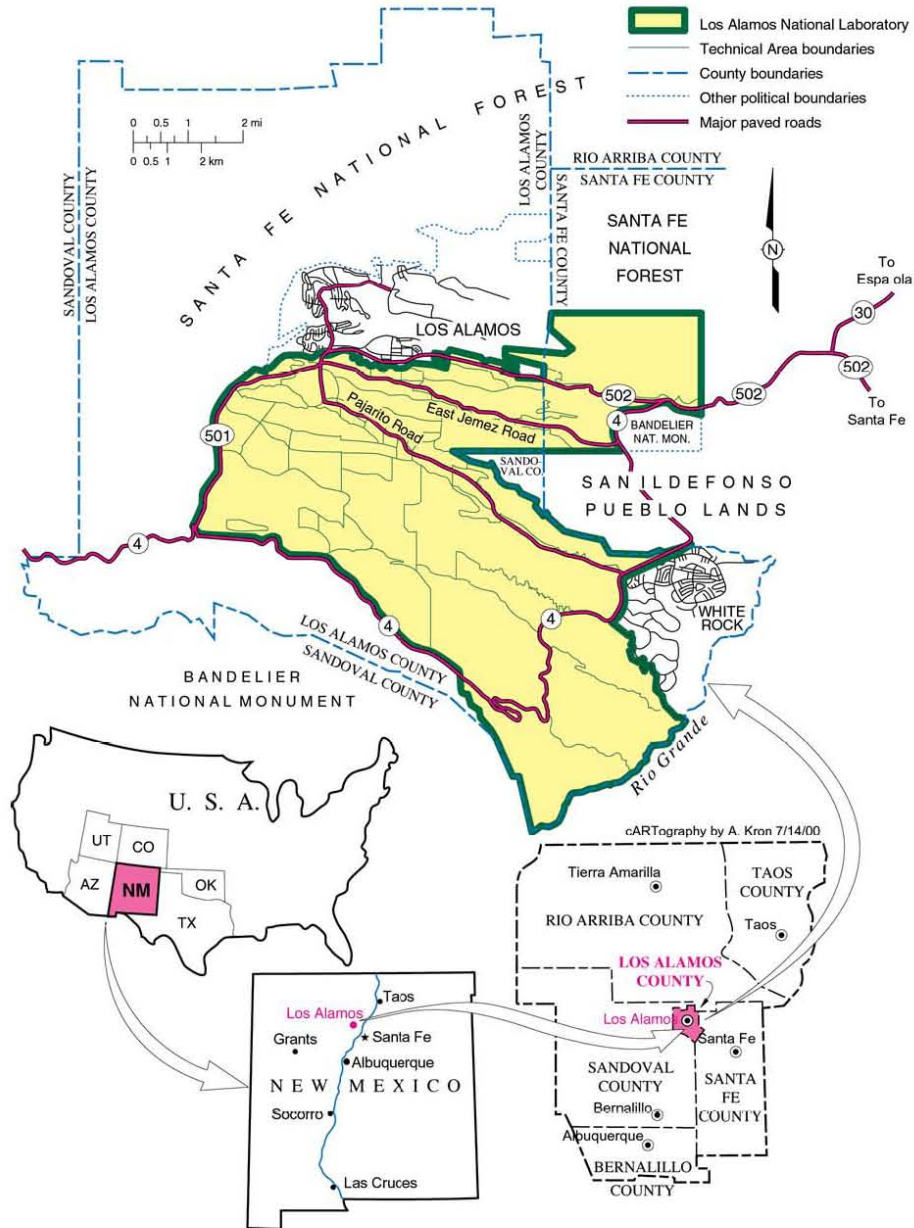 Los Alamos National Laboratory
Technical Area boundaries
County boundaries
Other political boundaries
Major paved roads
0 0.5 1 2 mi
0 0.5 1 2 km
SANTA FE NATIONAL FOREST
SANDOVAL COUNTY
LOS ALAMOS COUNTY
LOS ALAMOS
COUNTY
SANTA FE COUNTY
RIO ARRIBA COUNTY
SANTA FE COUNTY
SANTA FE
NATIONAL
FOREST
N
To
Espa ola
30
502
To
Santa Fe
502
502
LOS ALAMOS
4
BANDELIER
NAT. MON.
East Jemez Road
Pajarito Road
501
SANDO-
VAL CO.
SAN ILDEFONSO
PUEBLO LANDS
4
WHITE
ROCK
4
4
LOS ALAMOS COUNTY
SANDOVAL COUNTY
BANDELIER
NATIONAL MONUMENT
Rio Grande
cARTography by A. Kron 7/14/00
U. S. A.
UT
CO
AZ
NM
OK
TX
Taos
Los Alamos
Santa Fe
Grants
Albuquerque
NEW MEXICO
Socorro
Las Cruces
Tierra Amarilla
TAOS
COUNTY
RIO ARRIBA COUNTY
Taos
LOS ALAMOS
COUNTY
Los Alamos
Santa Fe
SANDOVAL
COUNTY
SANTA
FE
COUNTY
Bernalillo
Albuquerque
BERNALILLO
COUNTY